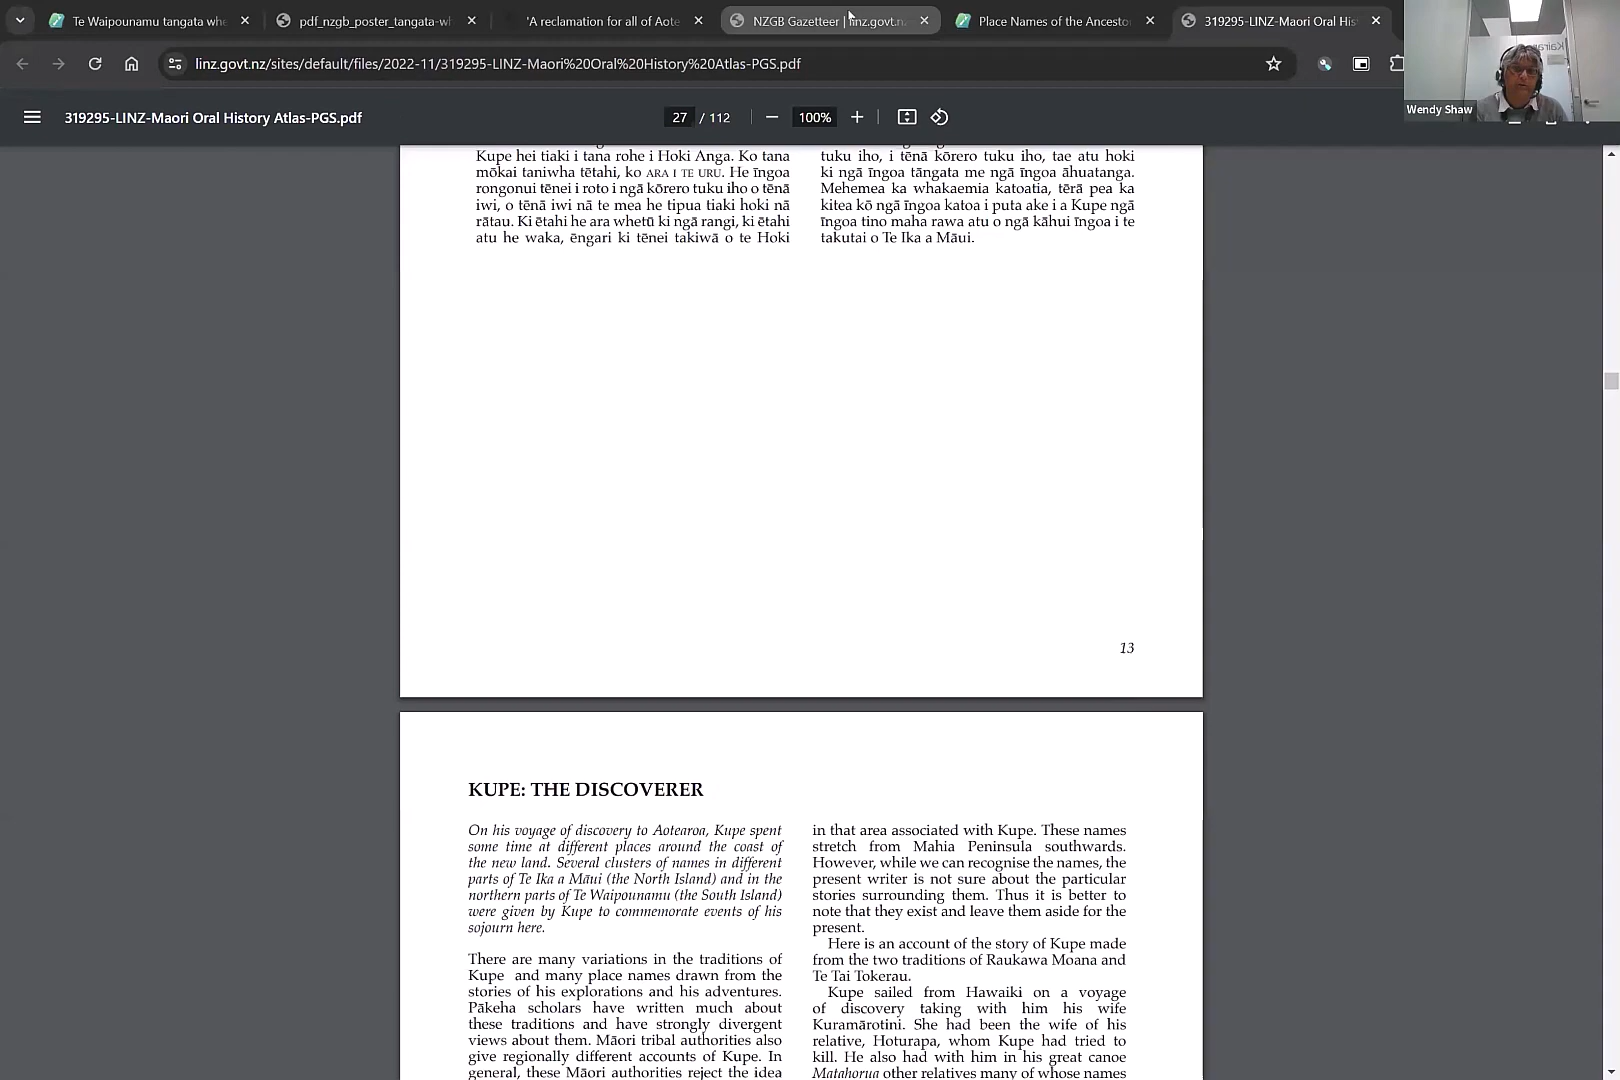 Te Waipounamu tangata whe
pdf_nzgb_poster_tangata-wh
'A reclamation for all of Aote
NZGB Gazetteer | linz.govt.nz
Place Names of the Ancesto
319295-LINZ-Maori Oral His
linz.govt.nz/sites/default/files/2022-11/319295-LINZ-Maori%20Oral%20History%20Atlas-PGS.pdf
Wendy Shaw
319295-LINZ-Maori Oral History Atlas-PGS.pdf
27 / 112
100%
Kupe hei tiaki i tana rohe i Hoki Anga. Ko tana
mōkai taniwha tētahi, ko ARA I TE URU. He īngoa
rongonui tēnei i roto i ngā kōrero tuku iho o tēnā
iwi, o tēnā iwi nā te mea he tipua tiaki hoki nā
rātau. Ki ētahi he ara whetū ki ngā rangi, ki ētahi
atu he waka, ēngari ki tēnei takiwā o te Hoki
tuku iho, i tēnā kōrero tuku iho, tae atu hoki
ki ngā īngoa tāngata me ngā īngoa āhuatanga.
Mehemea ka whakaemia katoatia, tērā pea ka
kitea kō ngā īngoa katoa i puta ake i a Kupe ngā
īngoa tino maha rawa atu o ngā kāhui īngoa i te
takutai o Te Ika a Māui.
13
KUPE: THE DISCOVERER
On his voyage of discovery to Aotearoa, Kupe spent
some time at different places around the coast of
the new land. Several clusters of names in different
parts of Te Ika a Māui (the North Island) and in the
northern parts of Te Waipounamu (the South Island)
were given by Kupe to commemorate events of his
sojourn here.
There are many variations in the traditions of
Kupe and many place names drawn from the
stories of his explorations and his adventures.
Pākeha scholars have written much about
these traditions and have strongly divergent
views about them. Māori tribal authorities also
give regionally different accounts of Kupe. In
general, these Māori authorities reject the idea
in that area associated with Kupe. These names
stretch from Mahia Peninsula southwards.
However, while we can recognise the names, the
present writer is not sure about the particular
stories surrounding them. Thus it is better to
note that they exist and leave them aside for the
present.
Here is an account of the story of Kupe made
from the two traditions of Raukawa Moana and
Te Tai Tokerau.
Kupe sailed from Hawaiki on a voyage
of discovery taking with him his wife
Kuramārotini. She had been the wife of his
relative, Hoturapa, whom Kupe had tried to
kill. He also had with him in his great canoe
Matahorua other relatives many of whose names